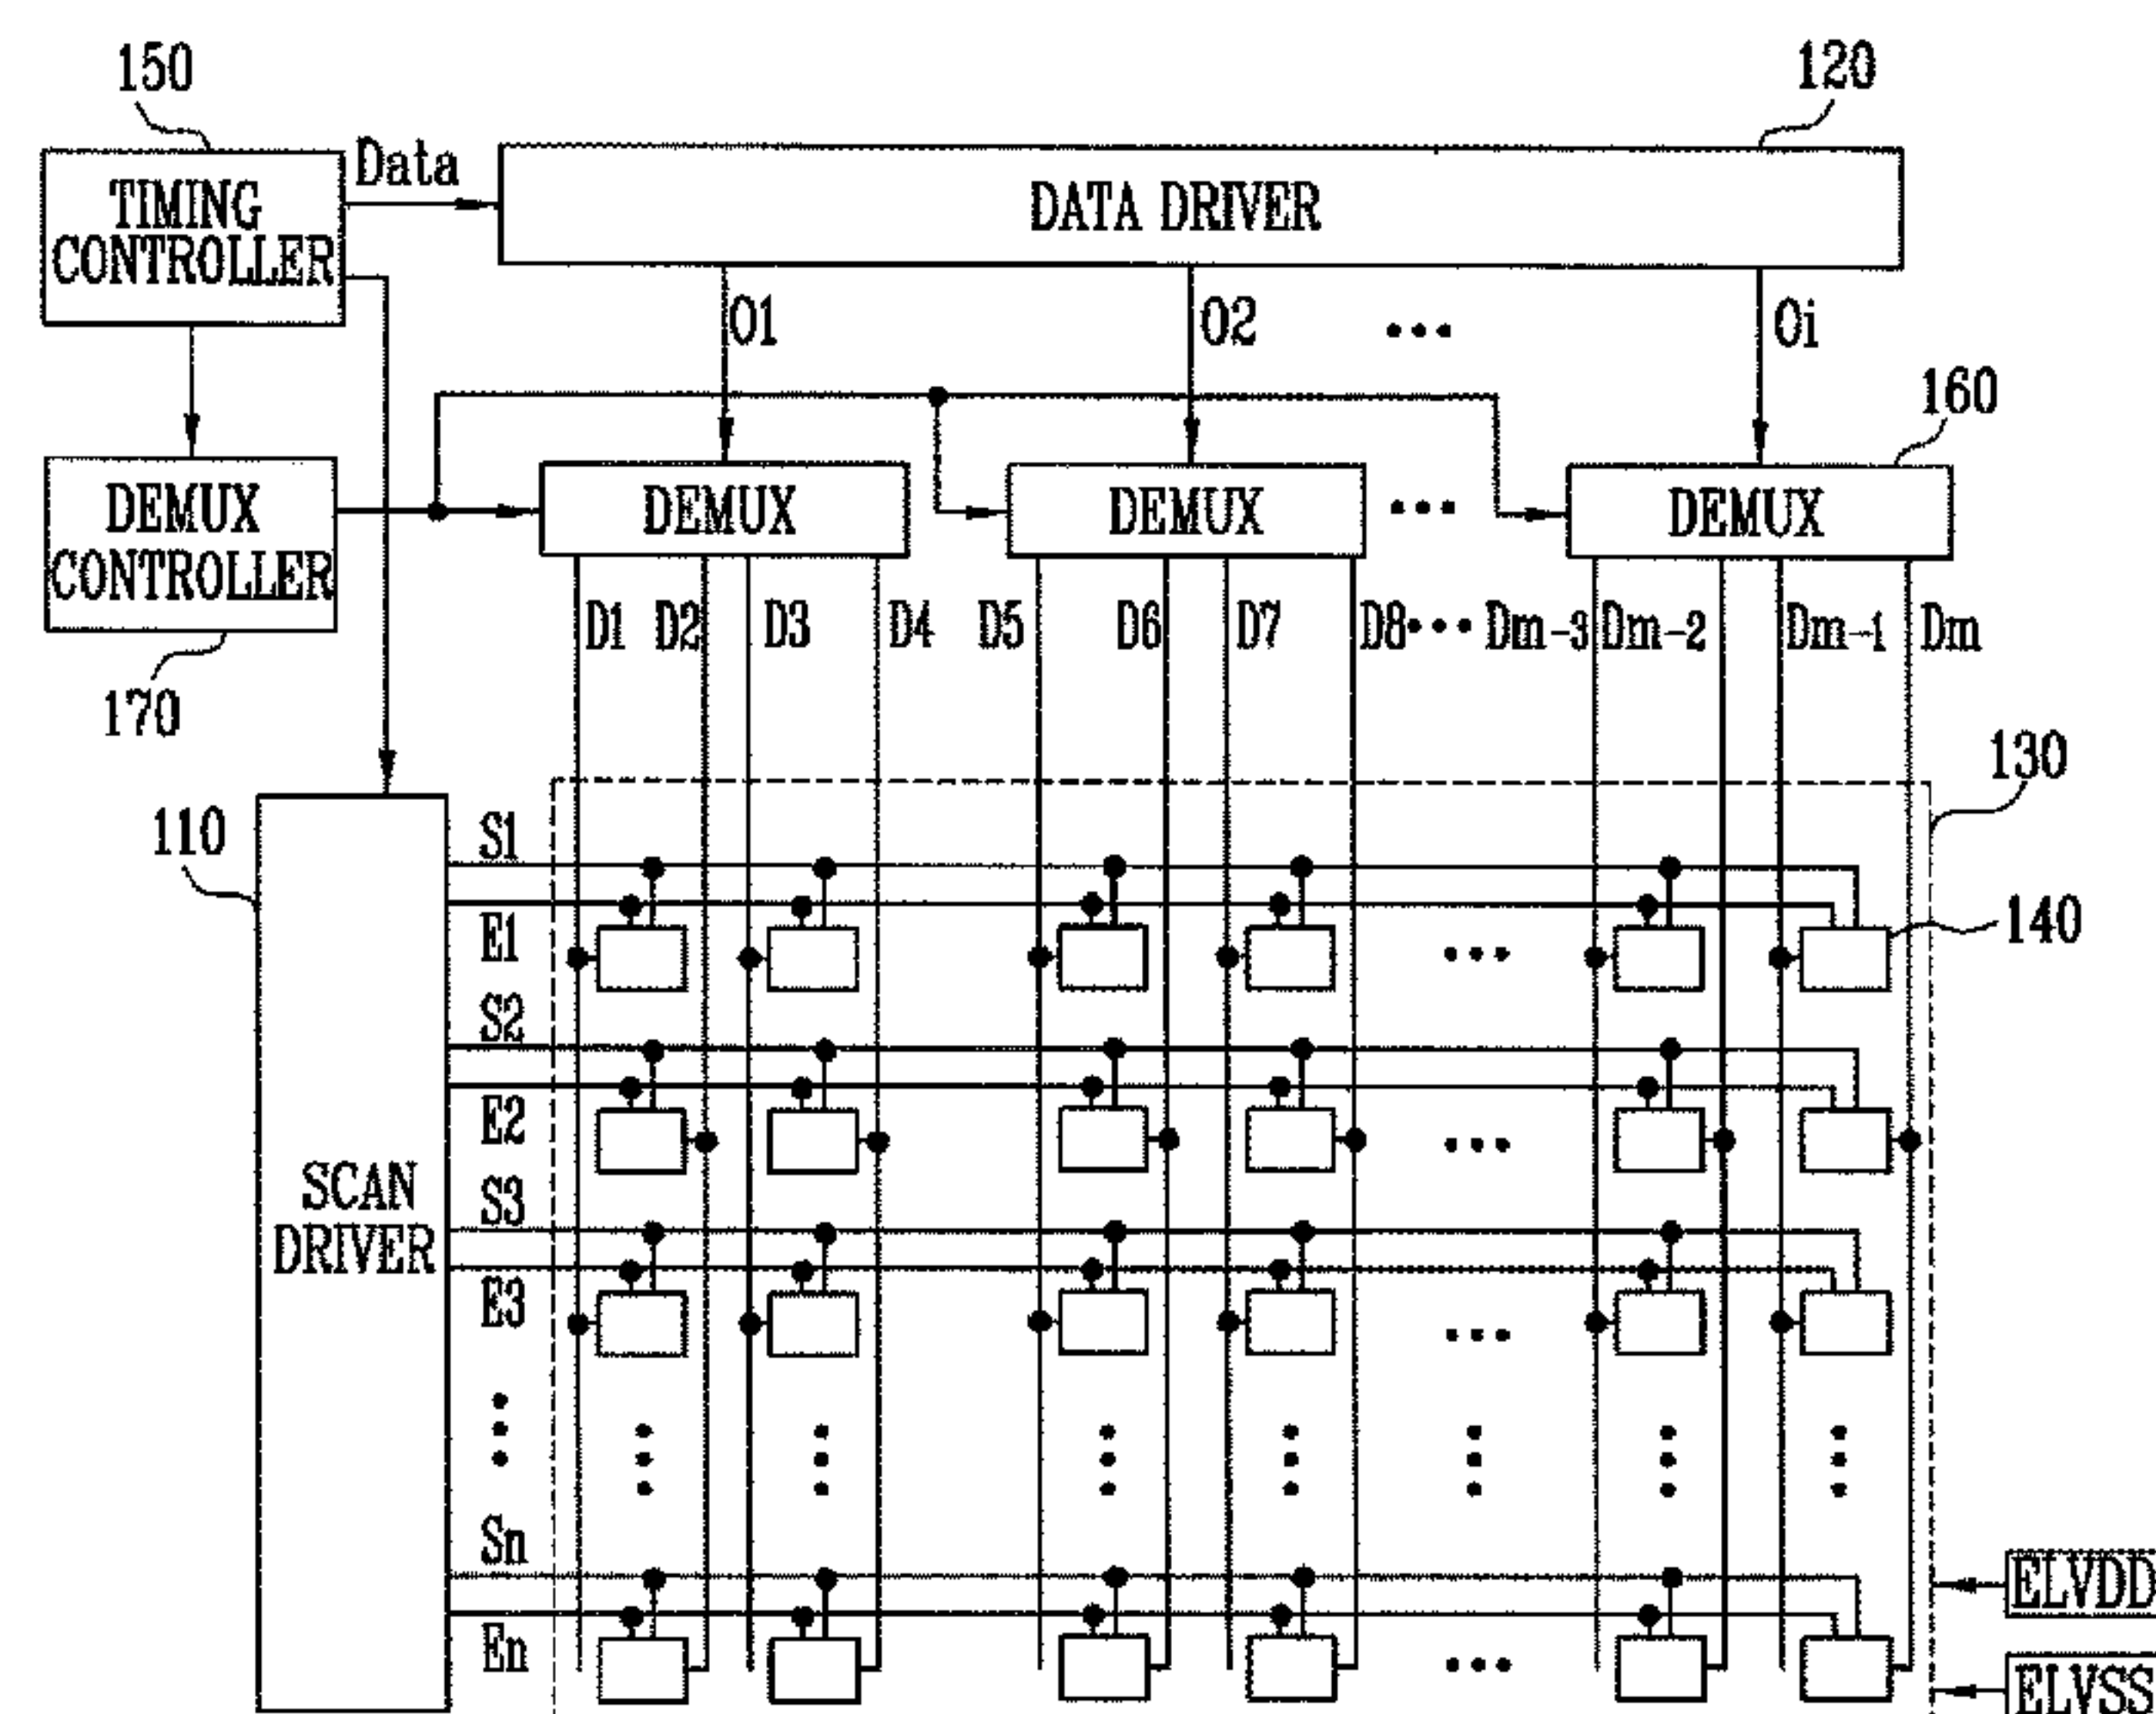 150
120
TIMING
CONTROLLER
Data
DATA DRIVER
O1
O2
Oi
160
DEMUX
CONTROLLER
DEMUX
DEMUX
DEMUX
D1
D2
D3
D4
D5
D6
D7
D8
Dm-3
Dm-2
Dm-1
Dm
170
130
110
S1
E1
140
S2
E2
SCAN
DRIVER
S3
E3
Sn
En
ELVDD
ELVSS